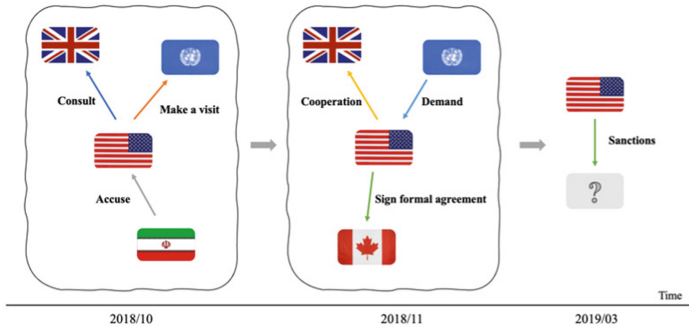 Consult
Make a visit
Accuse
Cooperation
Demand
Sign formal agreement
Sanctions
?
Time
2018/10
2018/11
2019/03